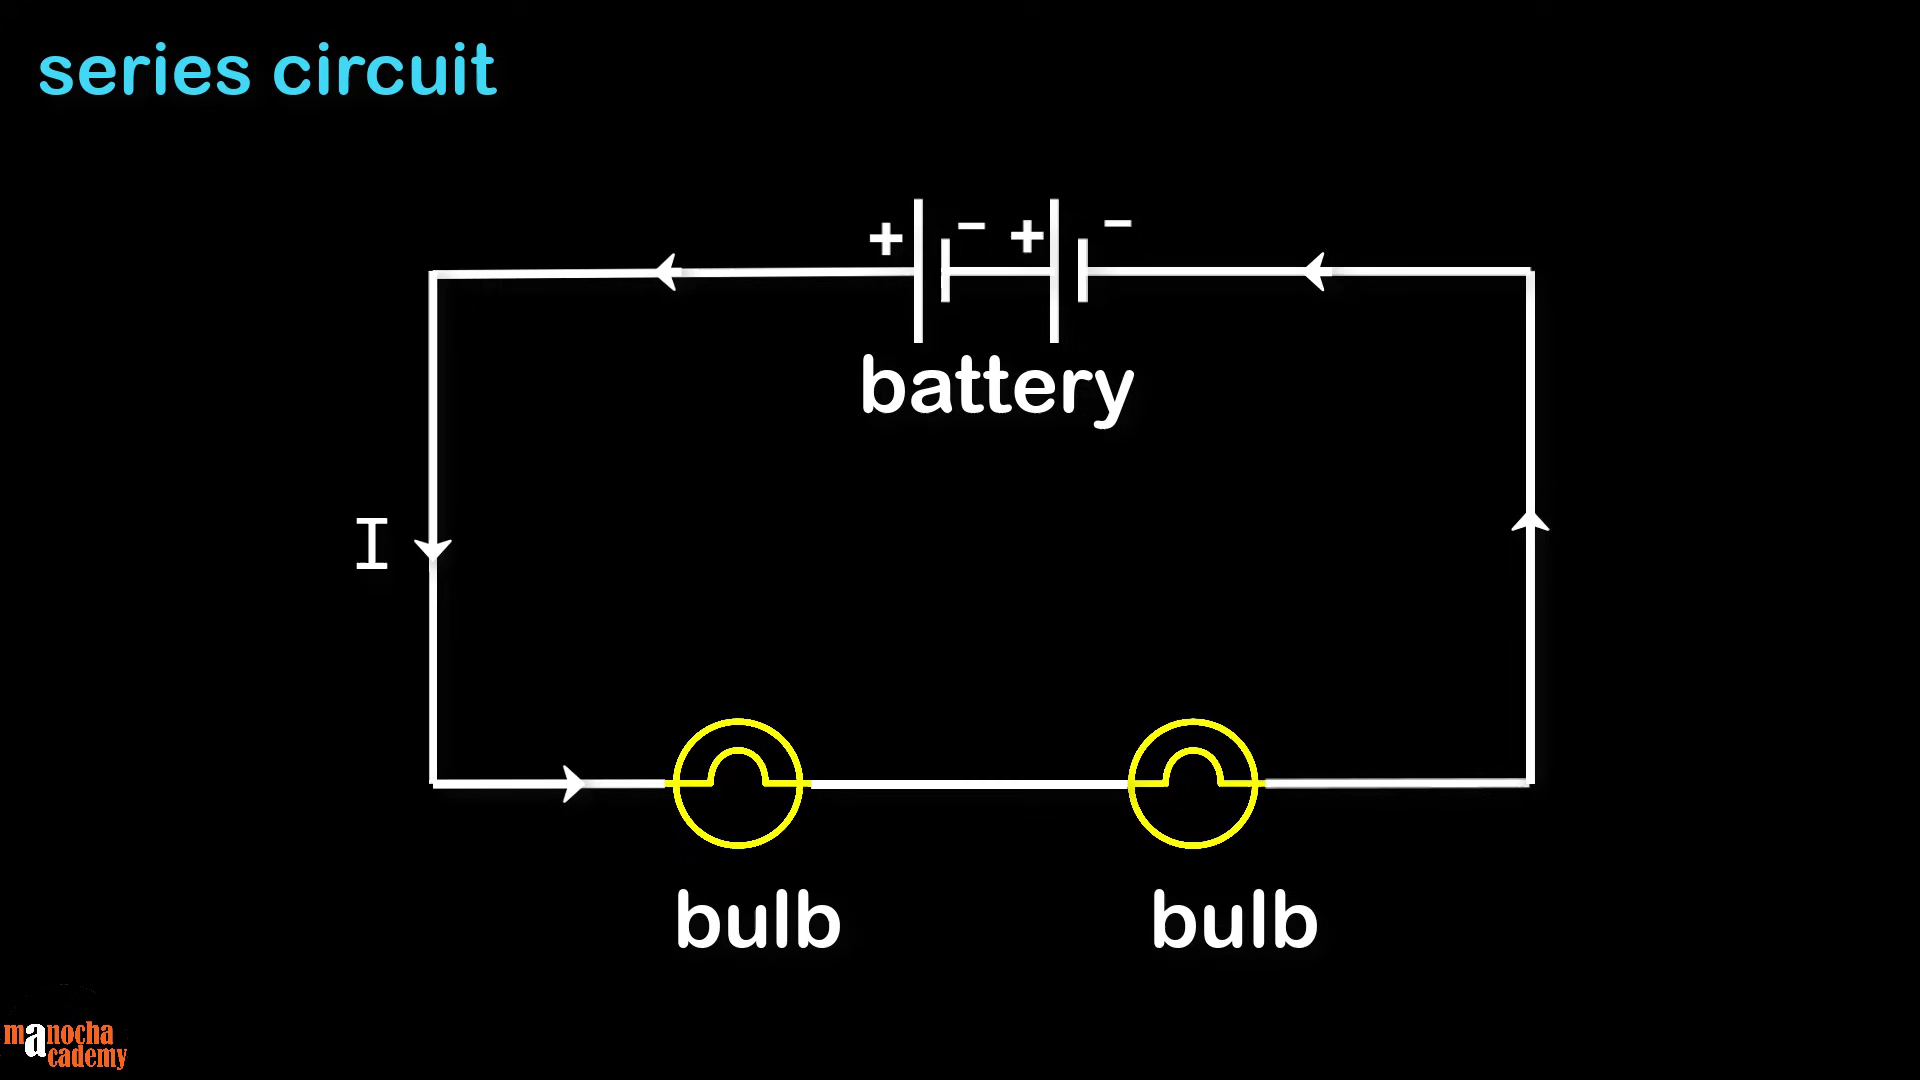 series circuit
+ − + −
battery
I
bulb bulb
manocha
academy